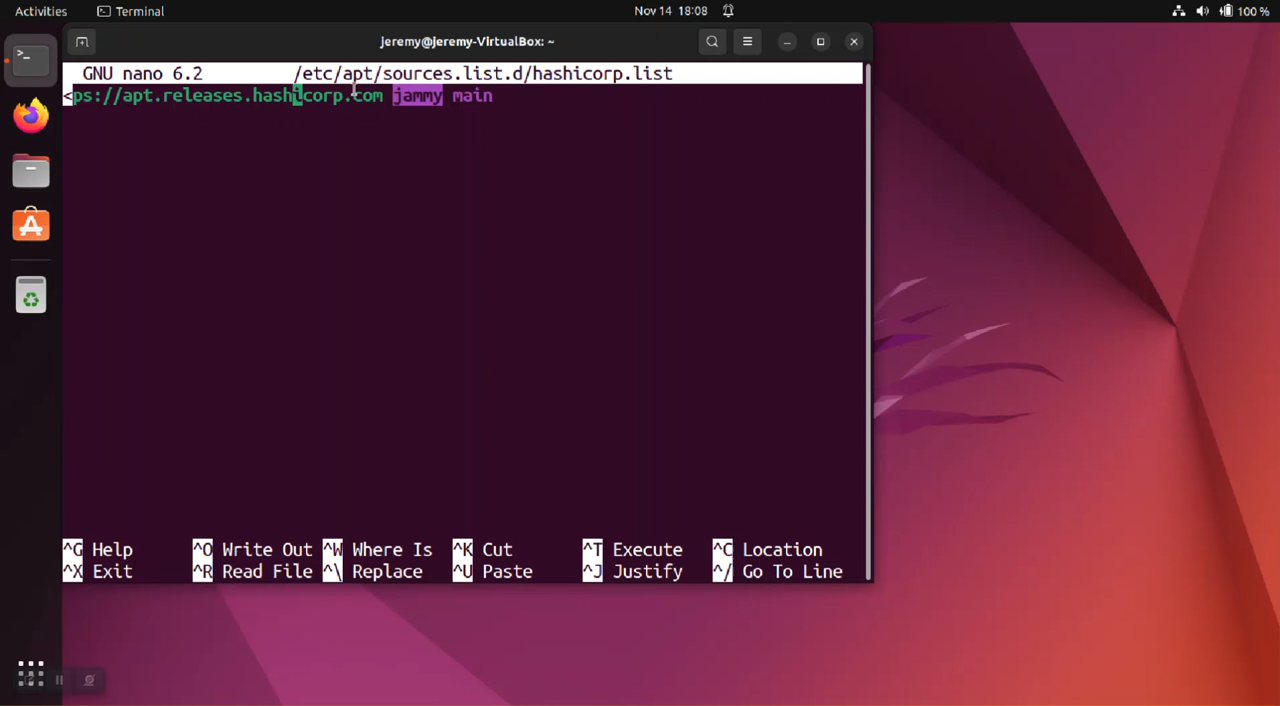 Activities Terminal Nov 14 18:08 100 %
jeremy@jeremy-VirtualBox: ~
GNU nano 6.2 /etc/apt/sources.list.d/hashicorp.list
<ps://apt.releases.hashicorp.com jammy main
^G Help ^O Write Out ^W Where Is ^K Cut ^T Execute ^C Location
^X Exit ^R Read File ^\ Replace ^U Paste ^J Justify ^/ Go To Line